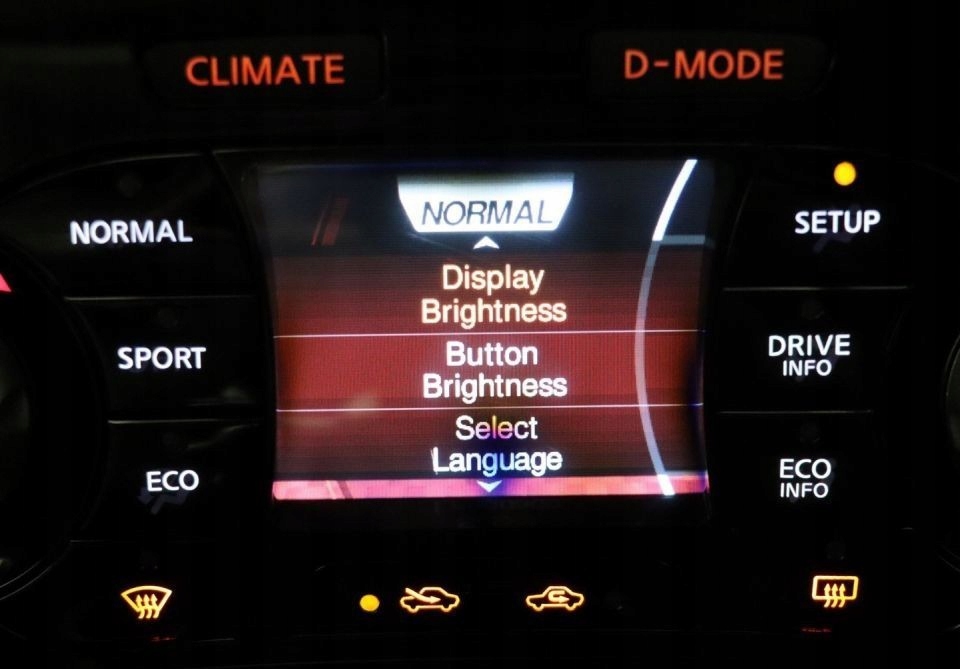 CLIMATE
D-MODE
NORMAL
NORMAL
SETUP
Display
Brightness
SPORT
Button
Brightness
DRIVE
INFO
ECO
Select
Language
ECO
INFO